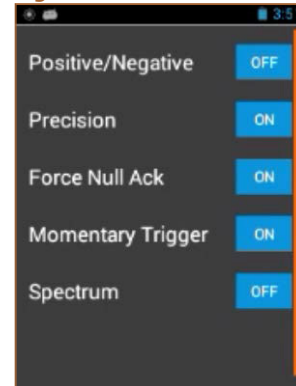 3:5
Positive/Negative OFF
Precision ON
Force Null Ack ON
Momentary Trigger ON
Spectrum OFF